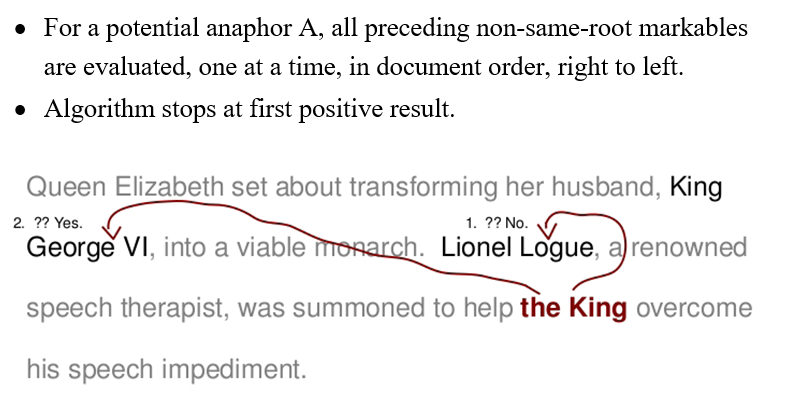 • For a potential anaphor A, all preceding non-same-root markables
are evaluated, one at a time, in document order, right to left.
• Algorithm stops at first positive result.
Queen Elizabeth set about transforming her husband, King
2. ?? Yes. 1. ?? No.
George VI, into a viable monarch. Lionel Logue, a renowned
speech therapist, was summoned to help the King overcome
his speech impediment.